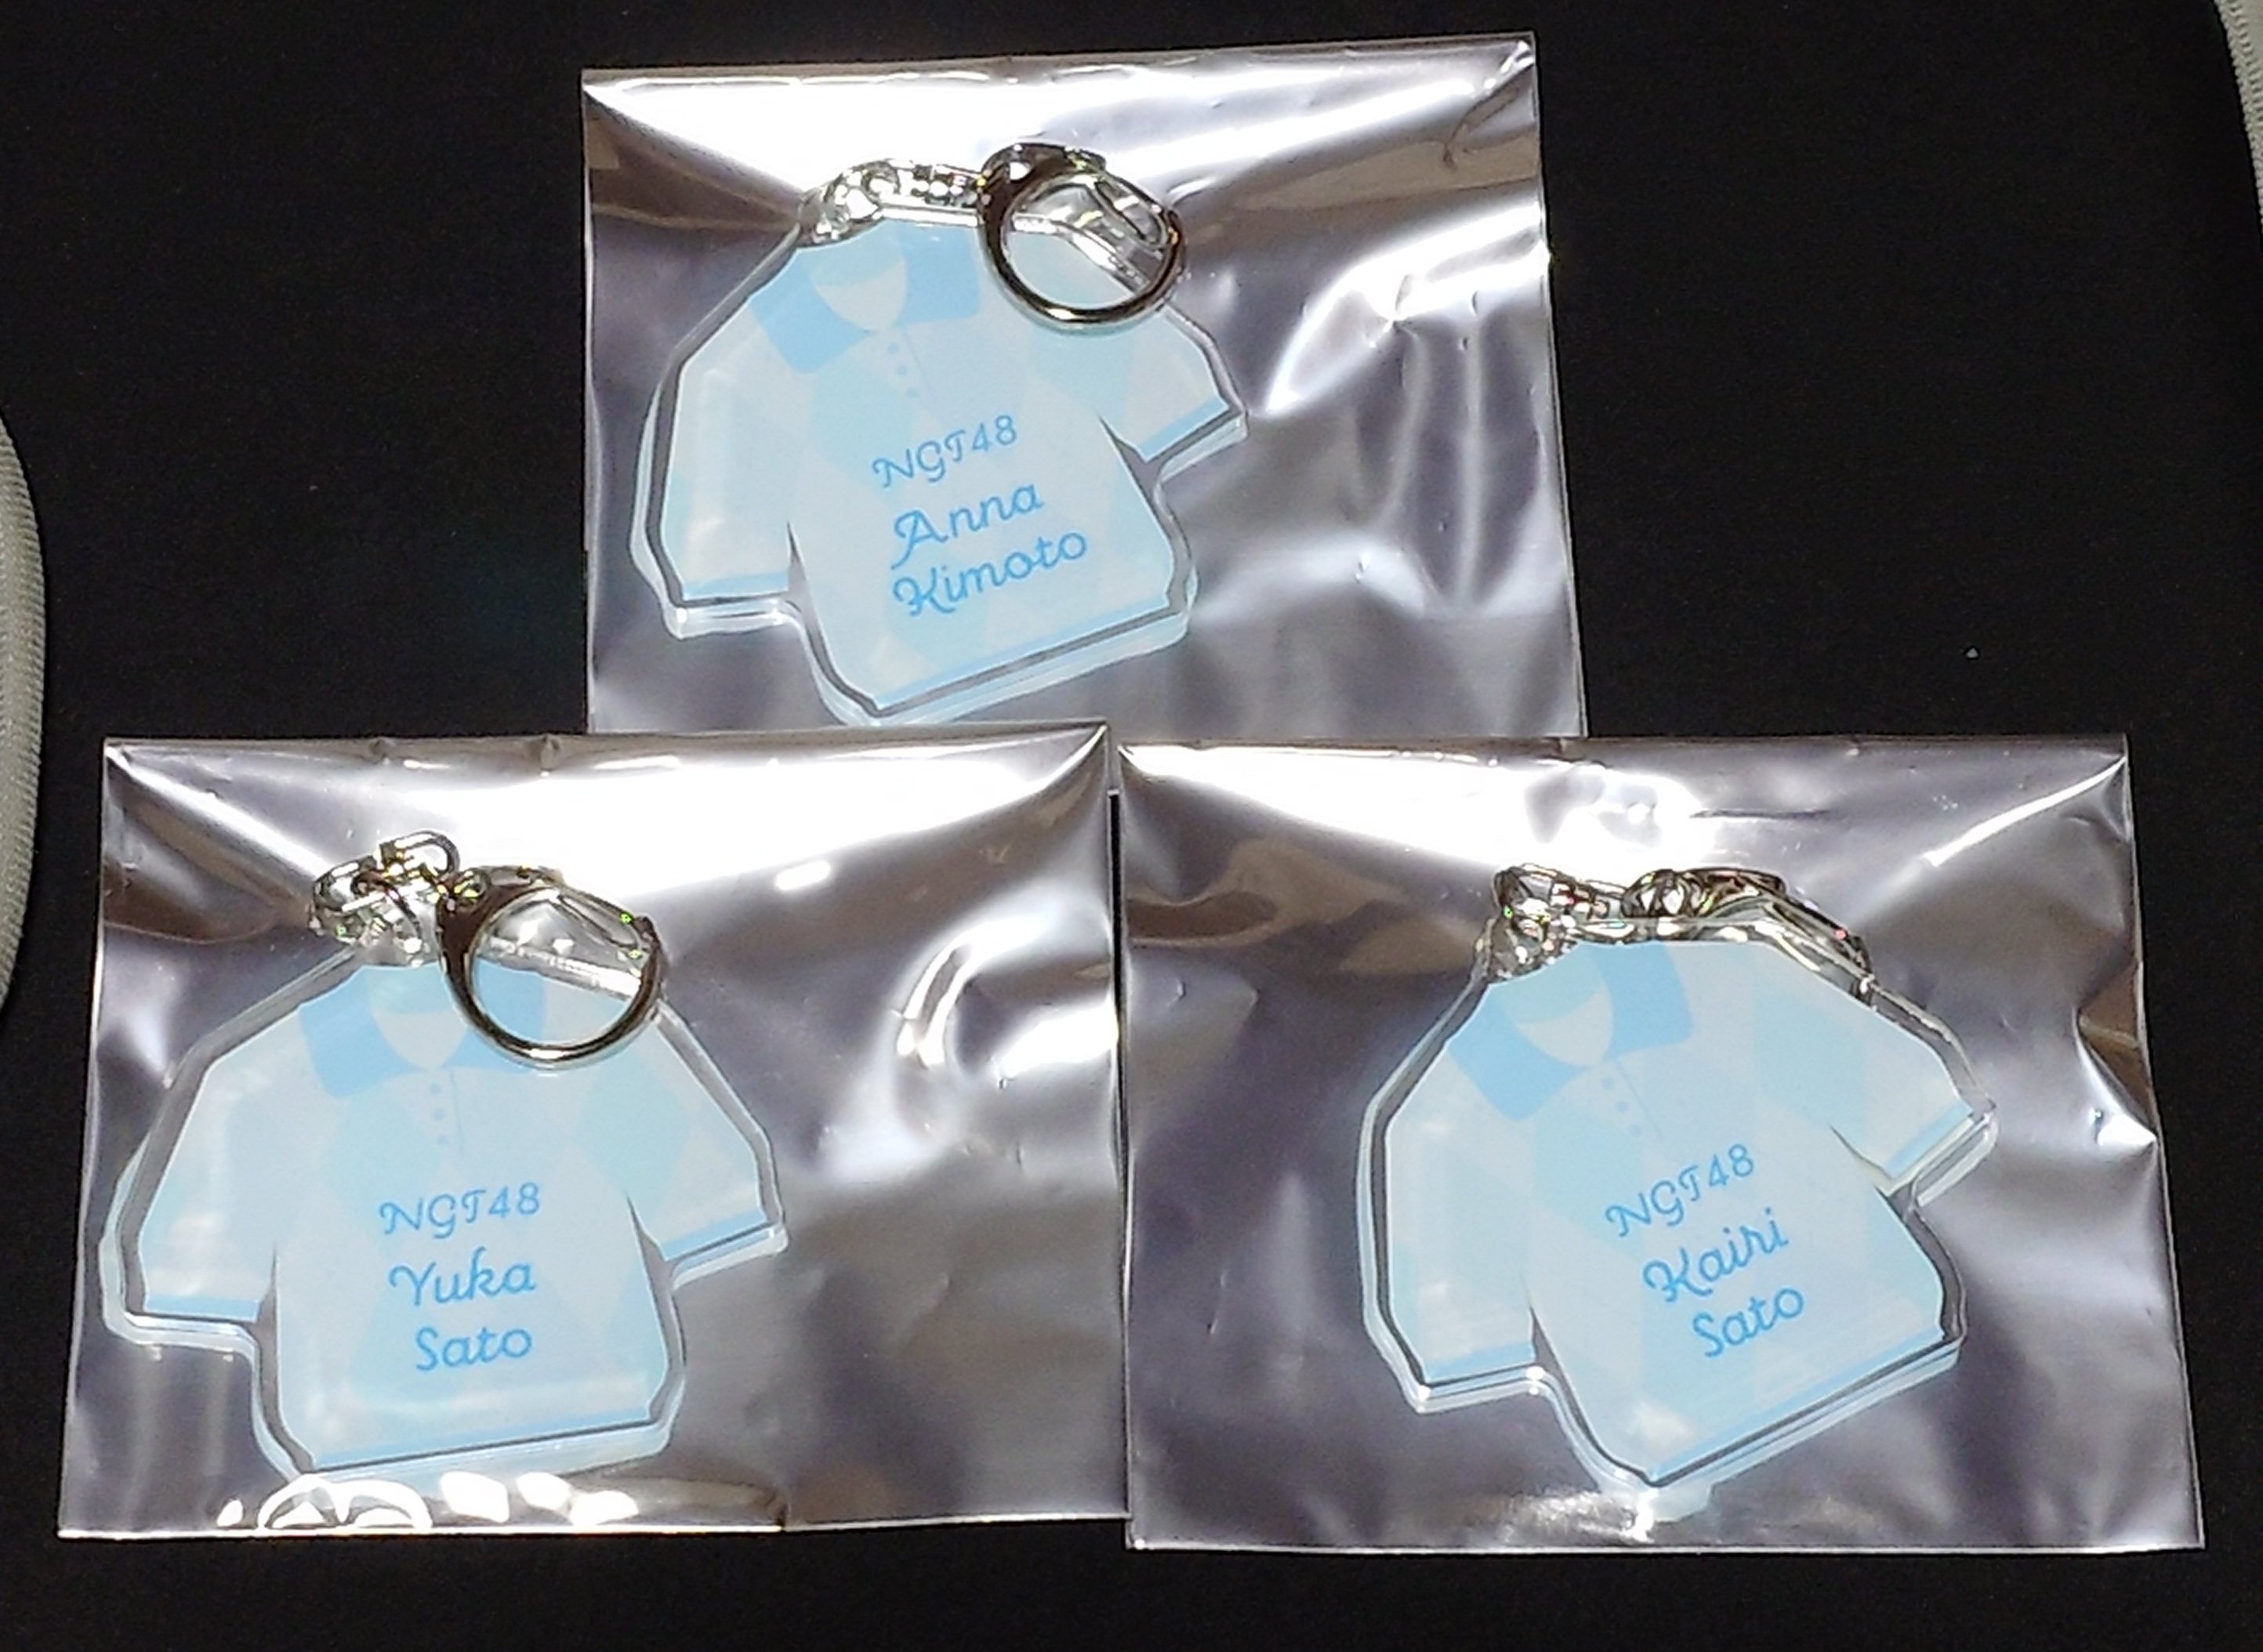 NGT48
Anna
Kimoto
NGT48
Yuka
Sato
NGT48
Kairi
Sato